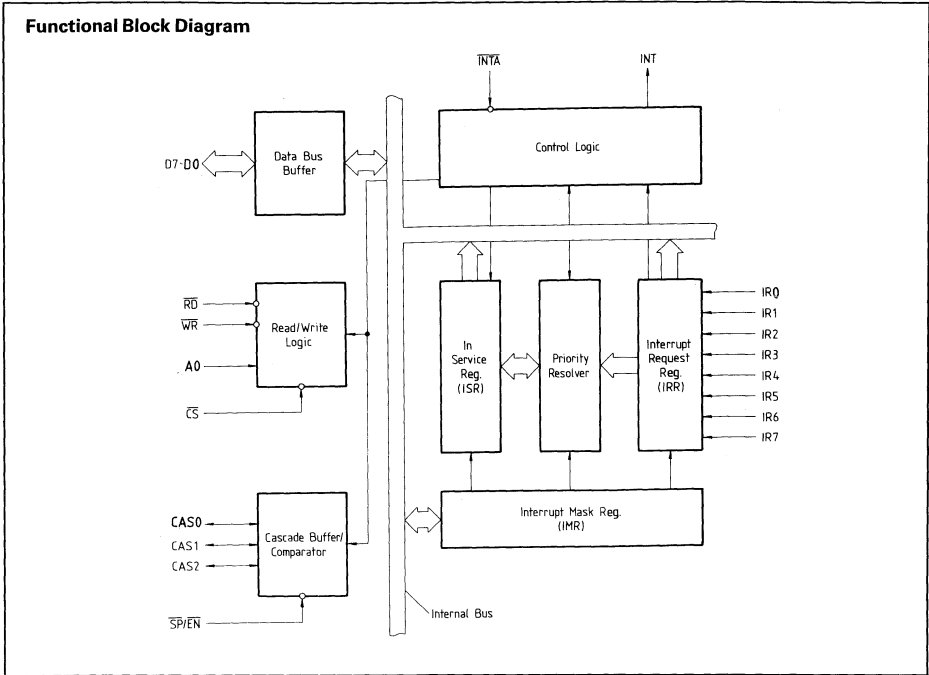 Functional Block Diagram
INTA
INT
Control Logic
D7-D0
Data Bus
Buffer
RD
WR
A0
CS
Read/Write
Logic
In
Service
Reg.
(ISR)
Priority
Resolver
Interrupt
Request
Reg.
(IRR)
IR0
IR1
IR2
IR3
IR4
IR5
IR6
IR7
Interrupt Mask Reg.
(IMR)
CAS0
CAS1
CAS2
Cascade Buffer/
Comparator
SP/EN
Internal Bus